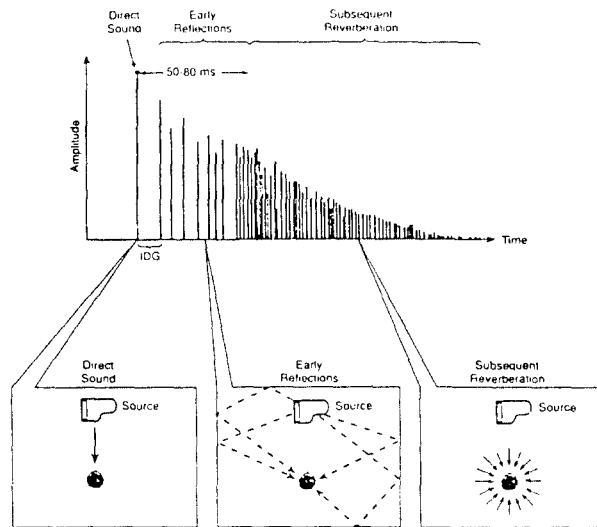 Direct
Sound
Early
Reflections
Subsequent
Reverberation
50-80 ms
Amplitude
Time
IDG
Direct
Sound
Source
Early
Reflections
Source
Subsequent
Reverberation
Source